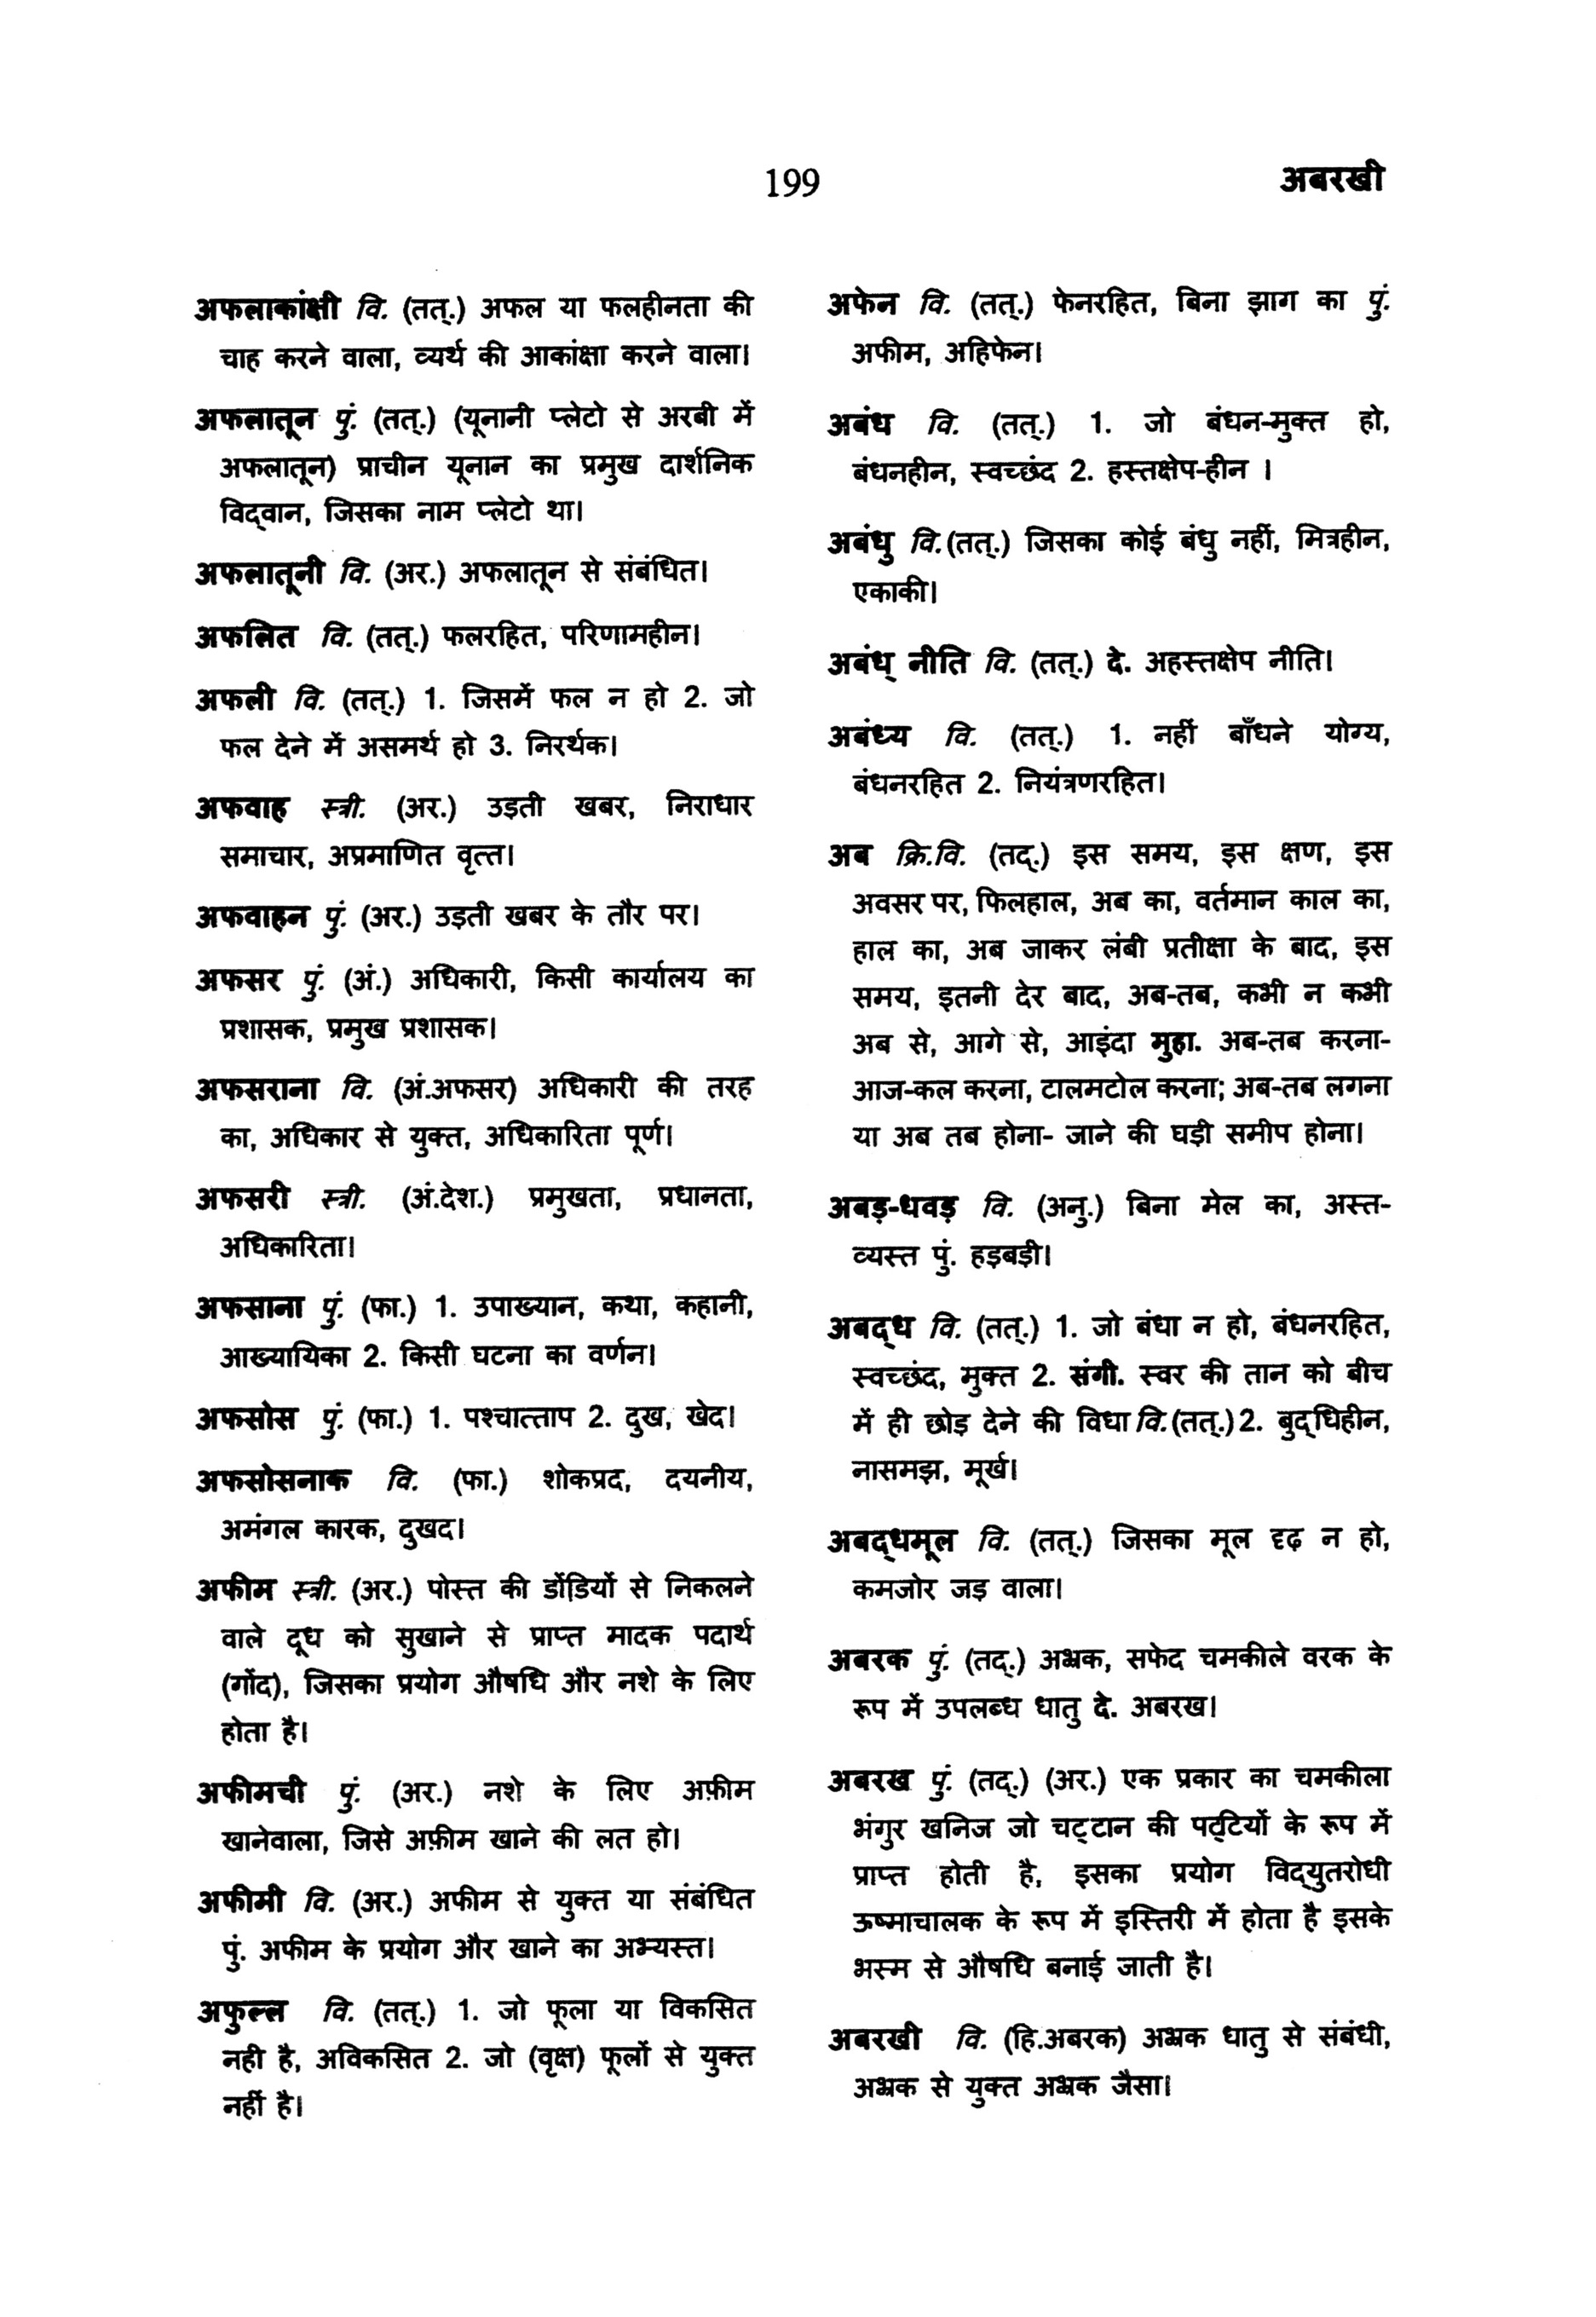 199
अबरखी
अफलाकांक्षी वि. (तत्.) अफल या फलहीनता की
चाह करने वाला, व्यर्थ की आकांक्षा करने वाला।
अफलातून पुं. (तत्.) (यूनानी प्लेटो से अरबी में
अफलातून) प्राचीन यूनान का प्रमुख दार्शनिक
विद्‌वान, जिसका नाम प्लेटो था।
अफलातूनी वि. (अर.) अफलातून से संबंधित।
अफलित वि. (तत्.) फलरहित, परिणामहीन।
अफली वि. (तत्.) 1. जिसमें फल न हो 2. जो
फल देने में असमर्थ हो 3. निरर्थक।
अफवाह स्त्री. (अर.) उड़ती खबर, निराधार
समाचार, अप्रमाणित वृत्त।
अफवाहन पुं. (अर.) उड़ती खबर के तौर पर।
अफसर पुं. (अं.) अधिकारी, किसी कार्यालय का
प्रशासक, प्रमुख प्रशासक।
अफसराना वि. (अं.अफसर) अधिकारी की तरह
का, अधिकार से युक्त, अधिकारिता पूर्ण।
अफसरी स्त्री. (अं.देश.) प्रमुखता, प्रधानता,
अधिकारिता।
अफसाना पुं. (फा.) 1. उपाख्यान, कथा, कहानी,
आख्यायिका 2. किसी घटना का वर्णन।
अफसोस पुं. (फा.) 1. पश्चात्ताप 2. दुख, खेद।
अफसोसनाक वि. (फा.) शोकप्रद, दयनीय,
अमंगल कारक, दुखद।
अफीम स्त्री. (अर.) पोस्त की डोंडियों से निकलने
वाले दूध को सुखाने से प्राप्त मादक पदार्थ
(गोंद), जिसका प्रयोग औषधि और नशे के लिए
होता है।
अफीमची पुं. (अर.) नशे के लिए अफ़ीम
खानेवाला, जिसे अफ़ीम खाने की लत हो।
अफीमी वि. (अर.) अफीम से युक्त या संबंधित
पुं. अफीम के प्रयोग और खाने का अभ्यस्त।
अफुल्ल वि. (तत्.) 1. जो फूला या विकसित
नही है, अविकसित 2. जो (वृक्ष) फूलों से युक्त
नहीं है।
अफेन वि. (तत्.) फेनरहित, बिना झाग का पुं.
अफीम, अहिफेन।
अबंध वि. (तत्.) 1. जो बंधन-मुक्त हो,
बंधनहीन, स्वच्छंद 2. हस्तक्षेप-हीन ।
अबंधु वि.(तत्.) जिसका कोई बंधु नहीं, मित्रहीन,
एकाकी।
अबंध् नीति वि. (तत्.) दे. अहस्तक्षेप नीति।
अबंध्य वि. (तत्.) 1. नहीं बाँधने योग्य,
बंधनरहित 2. नियंत्रणरहित।
अब क्रि.वि. (तद्.) इस समय, इस क्षण, इस
अवसर पर, फिलहाल, अब का, वर्तमान काल का,
हाल का, अब जाकर लंबी प्रतीक्षा के बाद, इस
समय, इतनी देर बाद, अब-तब, कभी न कभी
अब से, आगे से, आइंदा मुहा. अब-तब करना-
आज-कल करना, टालमटोल करना; अब-तब लगना
या अब तब होना- जाने की घड़ी समीप होना।
अबड़-धवड़ वि. (अनु.) बिना मेल का, अस्त-
व्यस्त पुं. हड़बड़ी।
अबद्‌ध वि. (तत्.) 1. जो बंधा न हो, बंधनरहित,
स्वच्छंद, मुक्त 2. संगी. स्वर की तान को बीच
में ही छोड़ देने की विधा वि.(तत्.)2. बुद्‌धिहीन,
नासमझ, मूर्ख।
अबद्‌धमूल वि. (तत्.) जिसका मूल दृढ़ न हो,
कमजोर जड़ वाला।
अबरक पुं. (तद्.) अभ्रक, सफेद चमकीले वरक के
रूप में उपलब्ध धातु दे. अबरख।
अबरख पुं. (तद्.) (अर.) एक प्रकार का चमकीला
भंगुर खनिज जो चट्‌टान की पट्‌टियों के रूप में
प्राप्त होती है, इसका प्रयोग विद्‌युतरोधी
ऊष्माचालक के रूप में इस्तिरी में होता है इसके
भस्म से औषधि बनाई जाती है।
अबरखी वि. (हि.अबरक) अभ्रक धातु से संबंधी,
अभ्रक से युक्त अभ्रक जैसा।